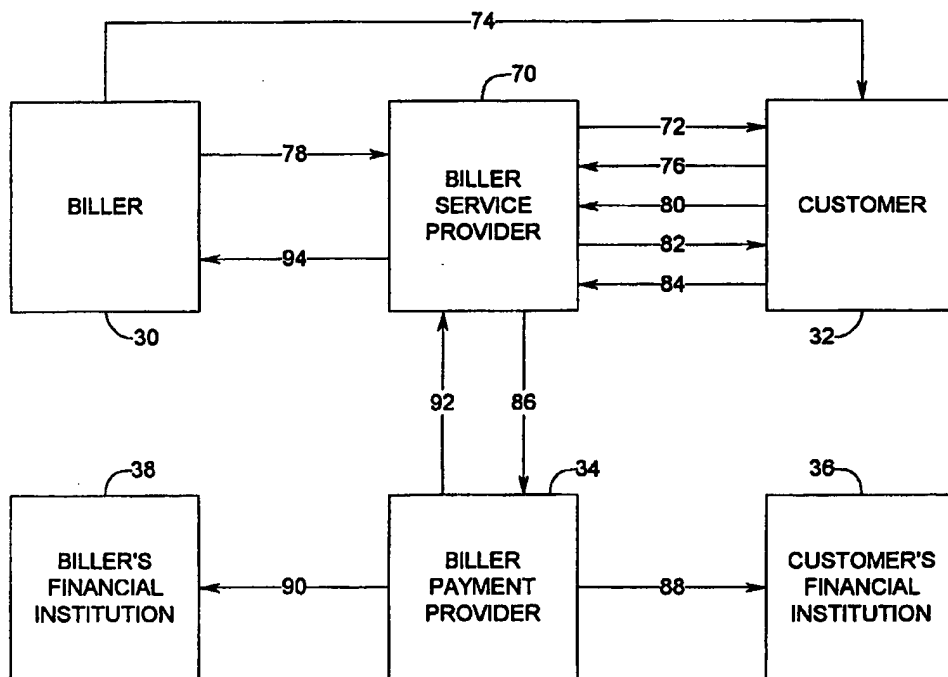 74
70
72
78
76
BILLER
BILLER
SERVICE
PROVIDER
80
CUSTOMER
82
94
84
30
32
92
86
38
34
36
BILLER'S
FINANCIAL
INSTITUTION
90
BILLER
PAYMENT
PROVIDER
88
CUSTOMER'S
FINANCIAL
INSTITUTION